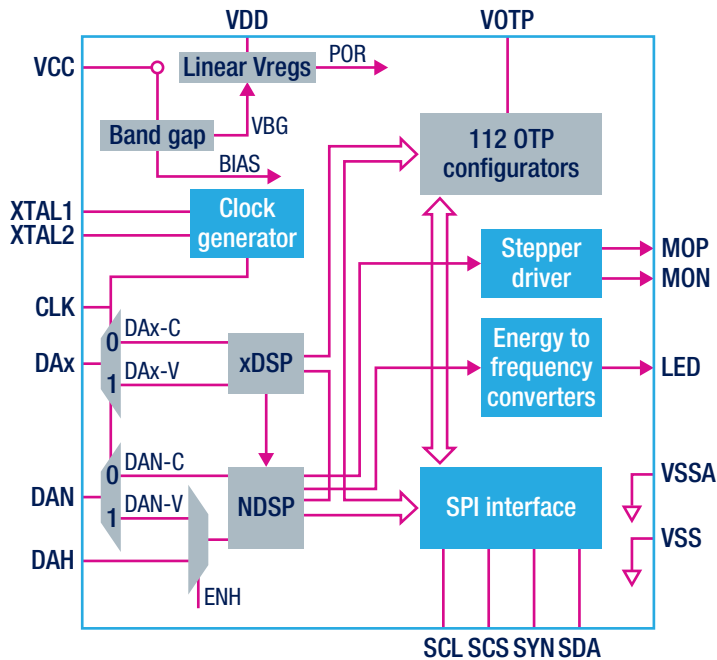 VDD
VOTP
VCC
Linear Vregs
POR
Band gap
VBG
BIAS
112 OTP
configurators
XTAL1
XTAL2
Clock
generator
Stepper
driver
MOP
MON
CLK
DAx
0
1
DAx-C
DAx-V
xDSP
Energy to
frequency
converters
LED
DAN
0
1
DAN-C
DAN-V
NDSP
SPI interface
VSSA
VSS
DAH
ENH
SCL SCS SYN SDA